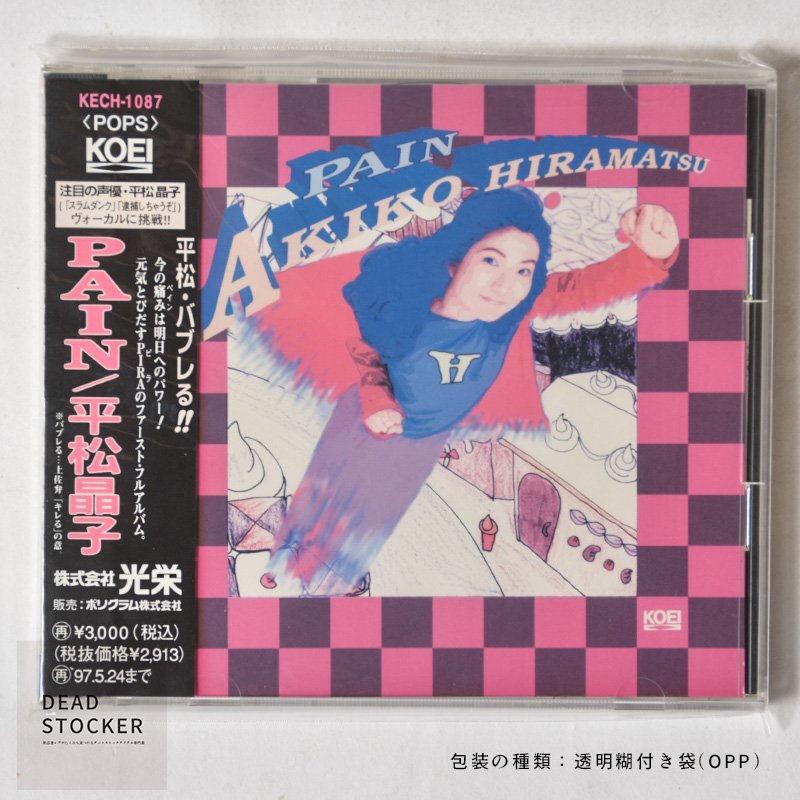 KECH-1087
〈POPS〉
KOEI
注目の声優・平松晶子
(「スラムダンク」「逮捕しちゃうぞ」)
ヴォーカルに挑戦!!
PAIN/平松晶子
平松・バブレる!!
今の痛みは明日へのパワー!
ペイン
元気とびだすPIRAのファースト・フルアルバム。
ピラ
※バブレる…土佐弁「キレる」の意。
株式会社 光栄
販売:ポリグラム株式会社
再¥3,000(税込)
(税抜価格¥2,913)
再'97.5.24まで
PAIN
AKIKO HIRAMATSU
H
KOEI
DEAD
STOCKER
包装の種類:透明糊付き袋(OPP)